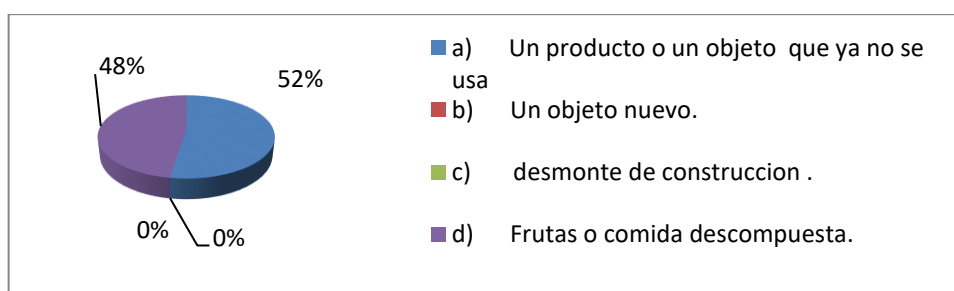 48%
52%
0%
0%
a) Un producto o un objeto que ya no se
usa
b) Un objeto nuevo.
c) desmonte de construccion .
d) Frutas o comida descompuesta.